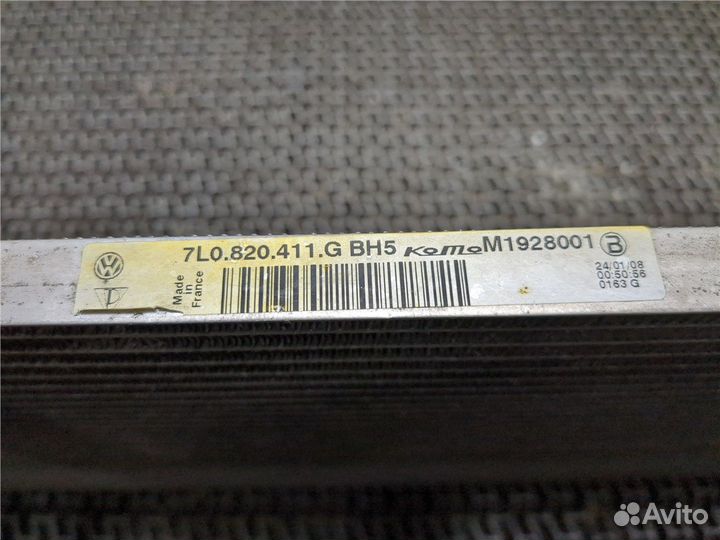 7L0.820.411.G BH5 KoMo M1928001 B
Made
in
France
24/01/08
00:50:56
0163 G
Avito